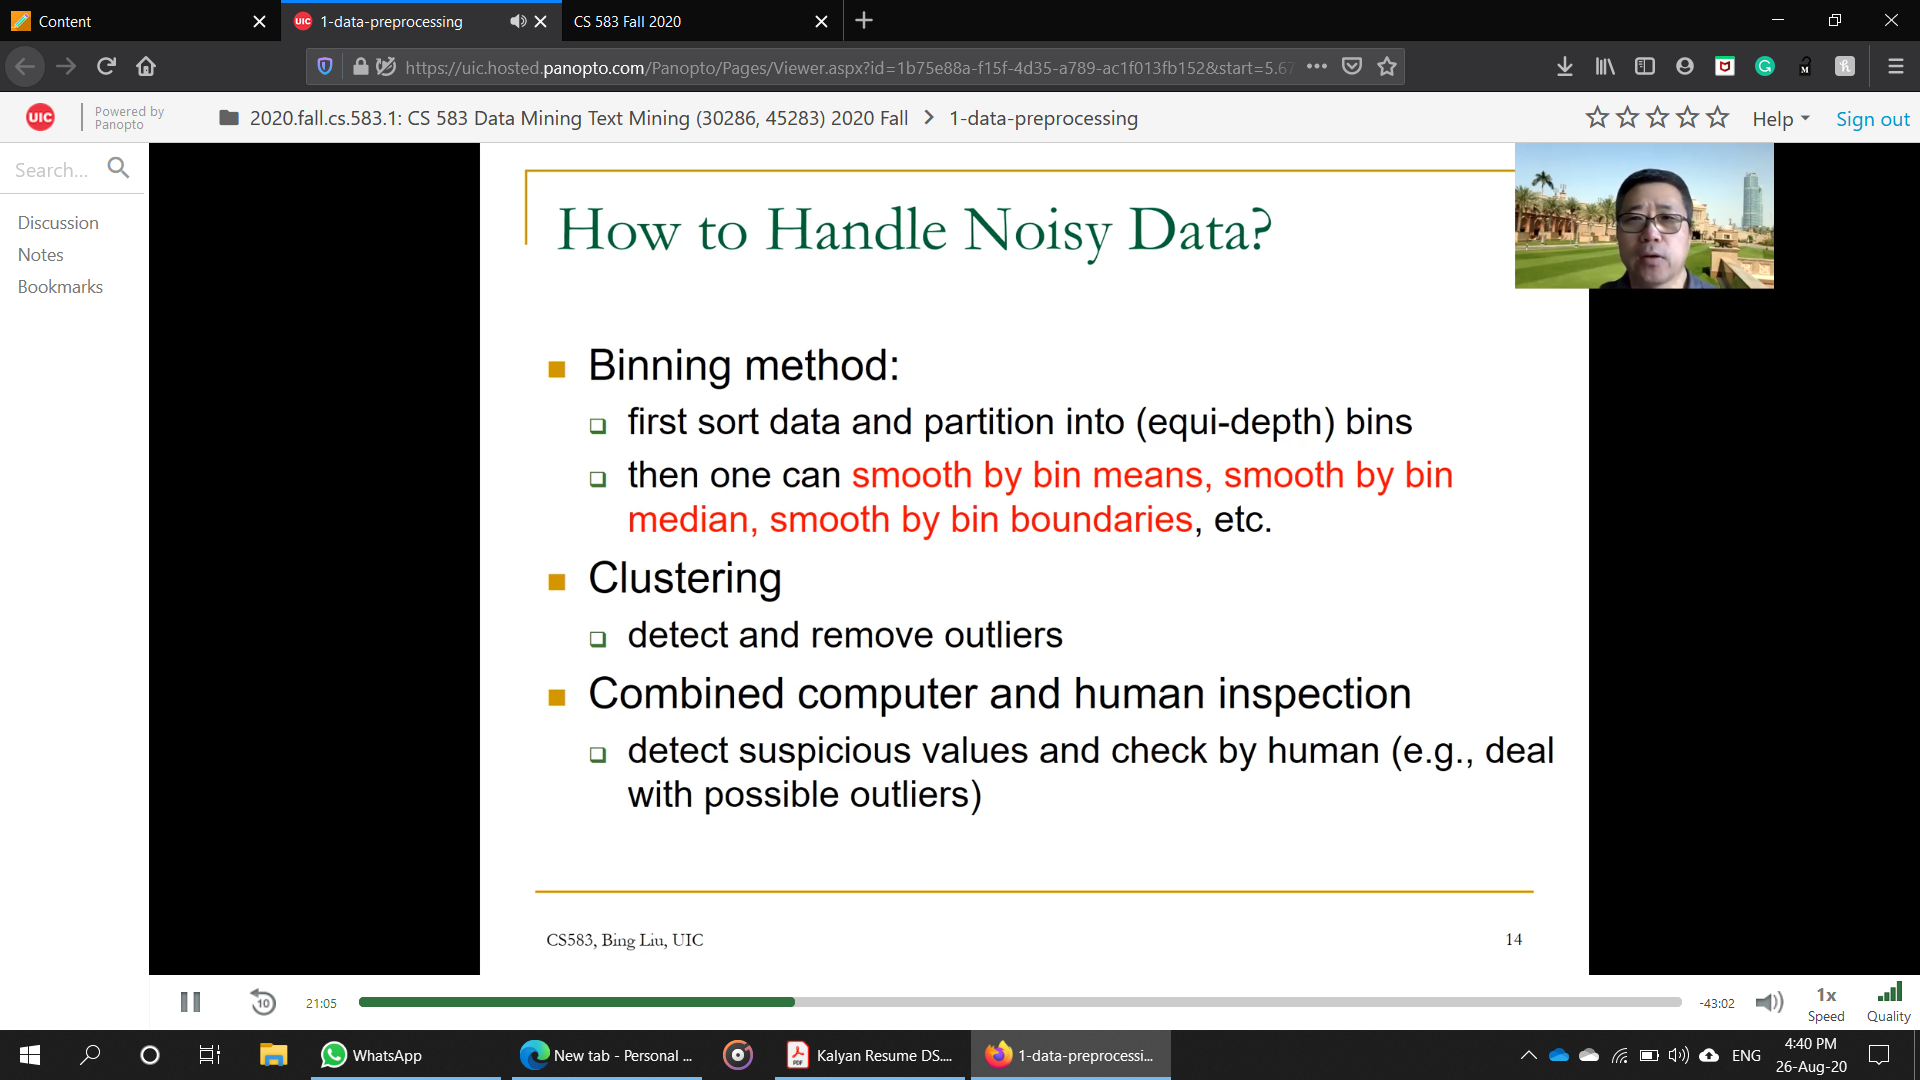 Content
UIC 1-data-preprocessing
CS 583 Fall 2020
https://uic.hosted.panopto.com/Panopto/Pages/Viewer.aspx?id=1b75e88a-f15f-4d35-a789-ac1f013fb152&start=5.67
UIC
Powered by
Panopto
2020.fall.cs.583.1: CS 583 Data Mining Text Mining (30286, 45283) 2020 Fall > 1-data-preprocessing
Help
Sign out
Search...
Discussion
Notes
Bookmarks
How to Handle Noisy Data?
Binning method:
first sort data and partition into (equi-depth) bins
then one can smooth by bin means, smooth by bin
median, smooth by bin boundaries, etc.
Clustering
detect and remove outliers
Combined computer and human inspection
detect suspicious values and check by human (e.g., deal
with possible outliers)
CS583, Bing Liu, UIC
14
10
21:05
-43:02
1x
Speed
Quality
WhatsApp
New tab - Personal ...
PDF
Kalyan Resume DS....
1-data-preprocessi...
ENG
4:40 PM
26-Aug-20